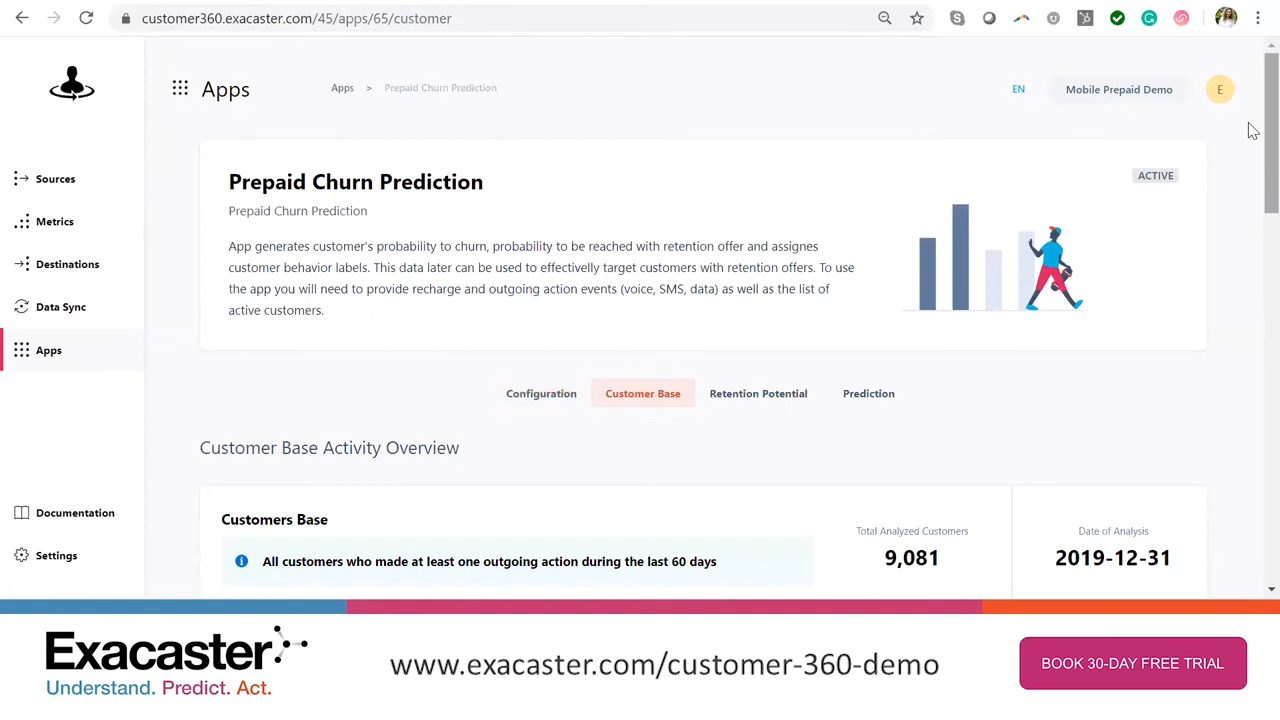 customer360.exacaster.com/45/apps/65/customer
Apps
Apps > Prepaid Churn Prediction
EN
Mobile Prepaid Demo
E
Sources
Metrics
Destinations
Data Sync
Apps
Documentation
Settings
Prepaid Churn Prediction
ACTIVE
Prepaid Churn Prediction
App generates customer's probability to churn, probability to be reached with retention offer and assignes
customer behavior labels. This data later can be used to effectivelly target customers with retention offers. To use
the app you will need to provide recharge and outgoing action events (voice, SMS, data) as well as the list of
active customers.
Configuration
Customer Base
Retention Potential
Prediction
Customer Base Activity Overview
Customers Base
All customers who made at least one outgoing action during the last 60 days
Total Analyzed Customers
9,081
Date of Analysis
2019-12-31
Exacaster
Understand. Predict. Act.
www.exacaster.com/customer-360-demo
BOOK 30-DAY FREE TRIAL